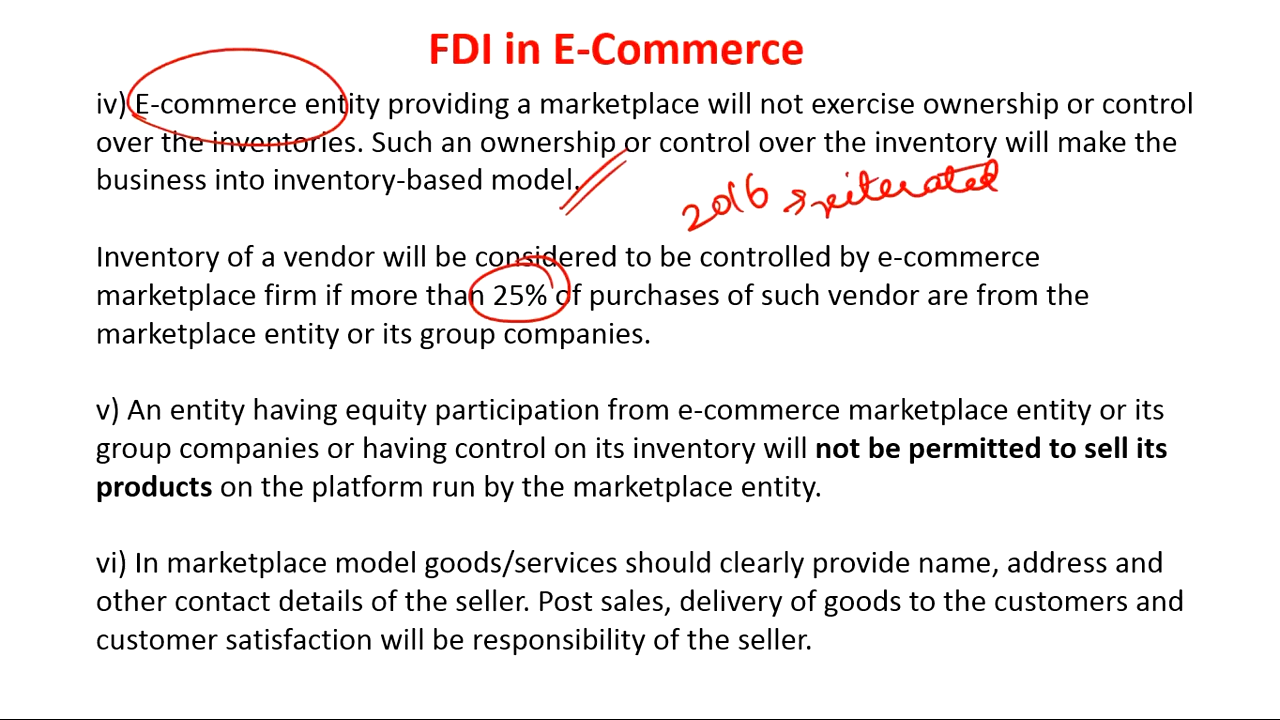 FDI in E-Commerce
iv) E-commerce entity providing a marketplace will not exercise ownership or control
over the inventories. Such an ownership or control over the inventory will make the
business into inventory-based model.
2016 reiterated
Inventory of a vendor will be considered to be controlled by e-commerce
marketplace firm if more than 25% of purchases of such vendor are from the
marketplace entity or its group companies.
v) An entity having equity participation from e-commerce marketplace entity or its
group companies or having control on its inventory will not be permitted to sell its
products on the platform run by the marketplace entity.
vi) In marketplace model goods/services should clearly provide name, address and
other contact details of the seller. Post sales, delivery of goods to the customers and
customer satisfaction will be responsibility of the seller.